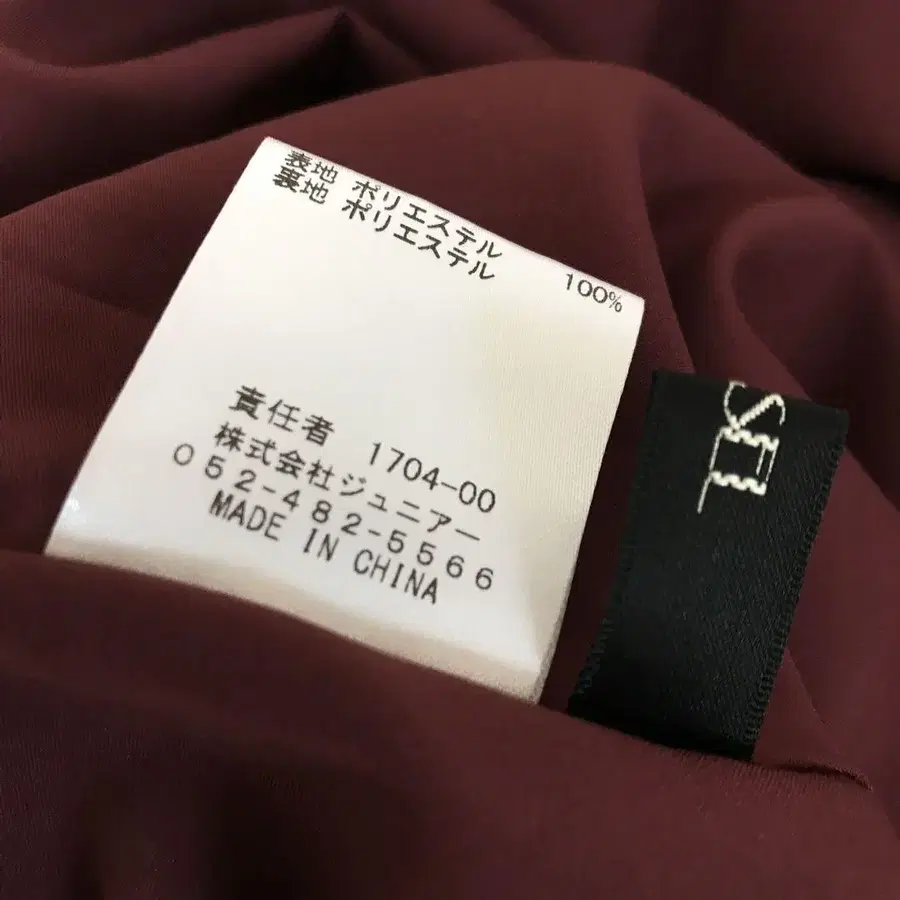 表地 ポリエステル
裏地 ポリエステル 100%
責任者 1704-00
株式会社ジュニアー
052-482-5566
MADE IN CHINA